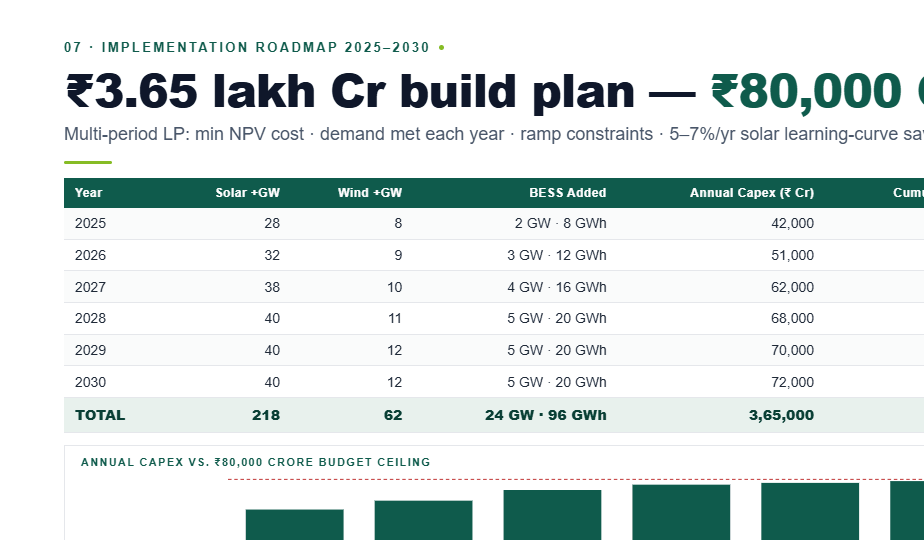 07 · IMPLEMENTATION ROADMAP 2025–2030
₹3.65 lakh Cr build plan — ₹80,000
Multi-period LP: min NPV cost · demand met each year · ramp constraints · 5–7%/yr solar learning-curve
Year Solar +GW Wind +GW BESS Added Annual Capex (₹ Cr)
2025 28 8 2 GW · 8 GWh 42,000
2026 32 9 3 GW · 12 GWh 51,000
2027 38 10 4 GW · 16 GWh 62,000
2028 40 11 5 GW · 20 GWh 68,000
2029 40 12 5 GW · 20 GWh 70,000
2030 40 12 5 GW · 20 GWh 72,000
TOTAL 218 62 24 GW · 96 GWh 3,65,000
ANNUAL CAPEX VS. ₹80,000 CRORE BUDGET CEILING